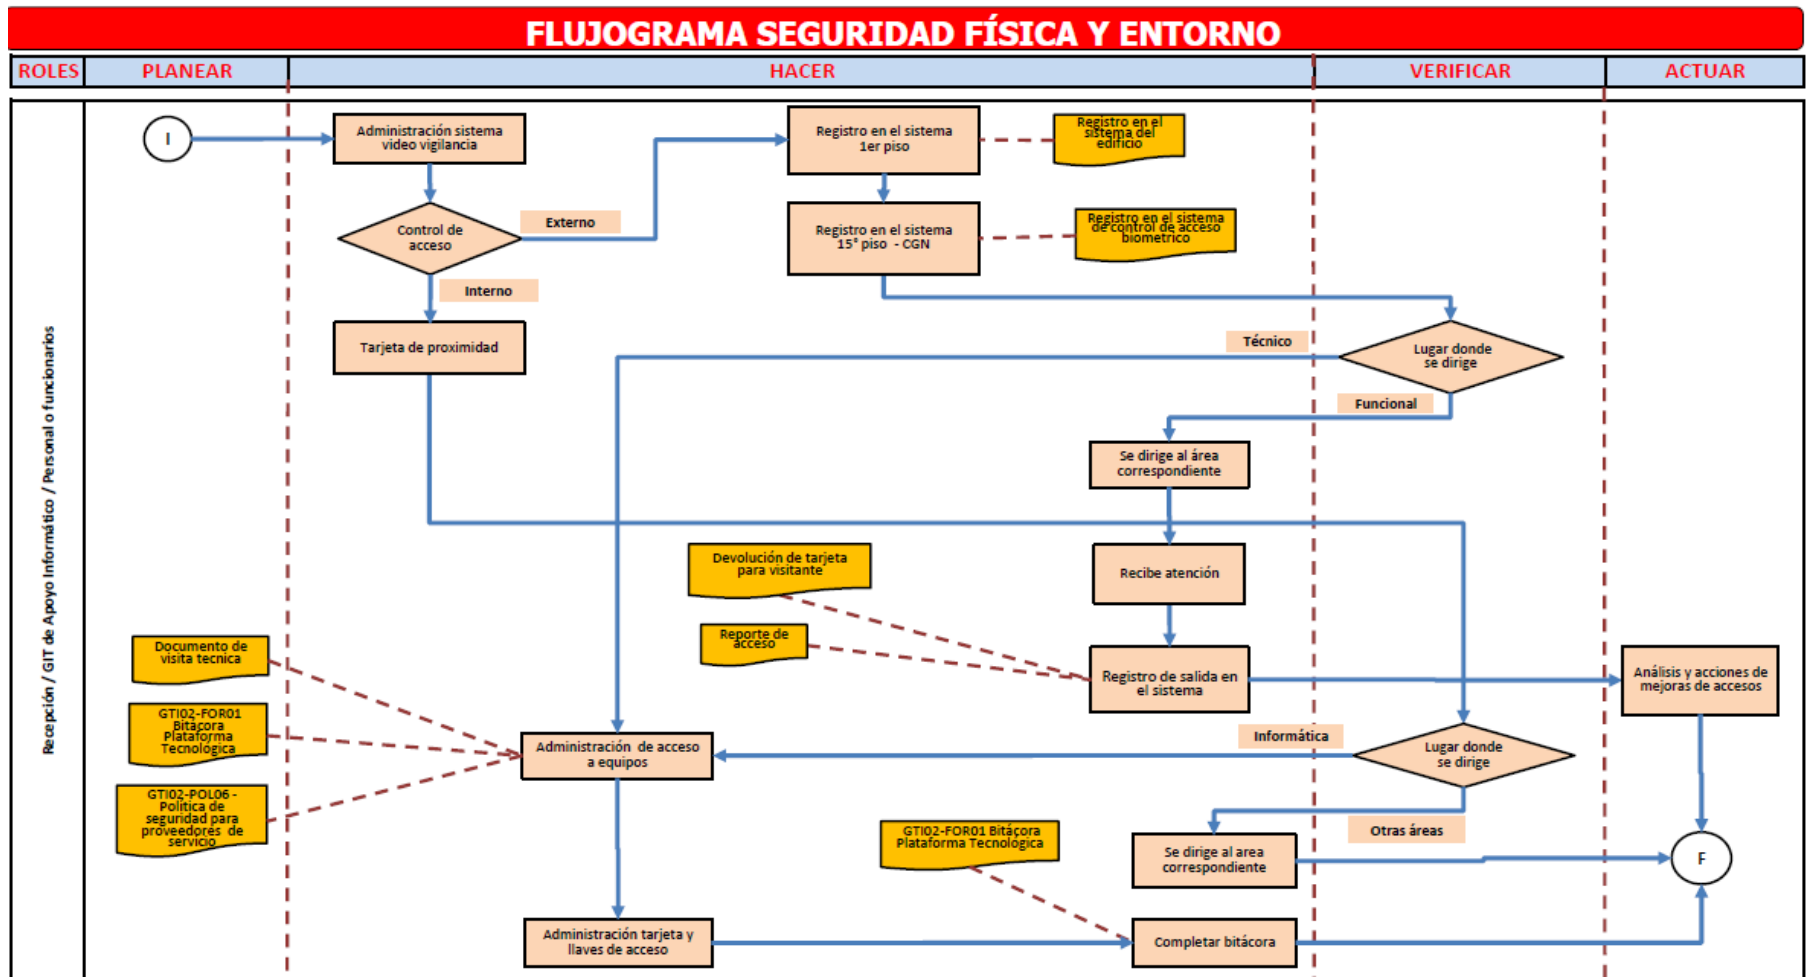 FLUJOGRAMA SEGURIDAD FÍSICA Y ENTORNO
ROLES
PLANEAR
HACER
VERIFICAR
ACTUAR
Recepción / GIT de Apoyo Informático / Personal o funcionarios
I
Administración sistema
video vigilancia
Registro en el sistema
1er piso
Registro en el
sistema del
edificio
Control de
acceso
Externo
Registro en el sistema
15° piso - CGN
Registro en el sistema
de control de acceso
biometrico
Interno
Tarjeta de proximidad
Técnico
Lugar donde
se dirige
Funcional
Se dirige al área
correspondiente
Devolución de tarjeta
para visitante
Recibe atención
Reporte de
acceso
Registro de salida en
el sistema
Análisis y acciones de
mejoras de accesos
Documento de
visita tecnica
GTI02-FOR01
Bitácora
Plataforma
Tecnológica
Administración de acceso
a equipos
Informática
Lugar donde
se dirige
GTI02-POL06 -
Política de
seguridad para
proveedores de
servicio
Otras áreas
GTI02-FOR01 Bitácora
Plataforma Tecnológica
Se dirige al area
correspondiente
F
Administración tarjeta y
llaves de acceso
Completar bitácora